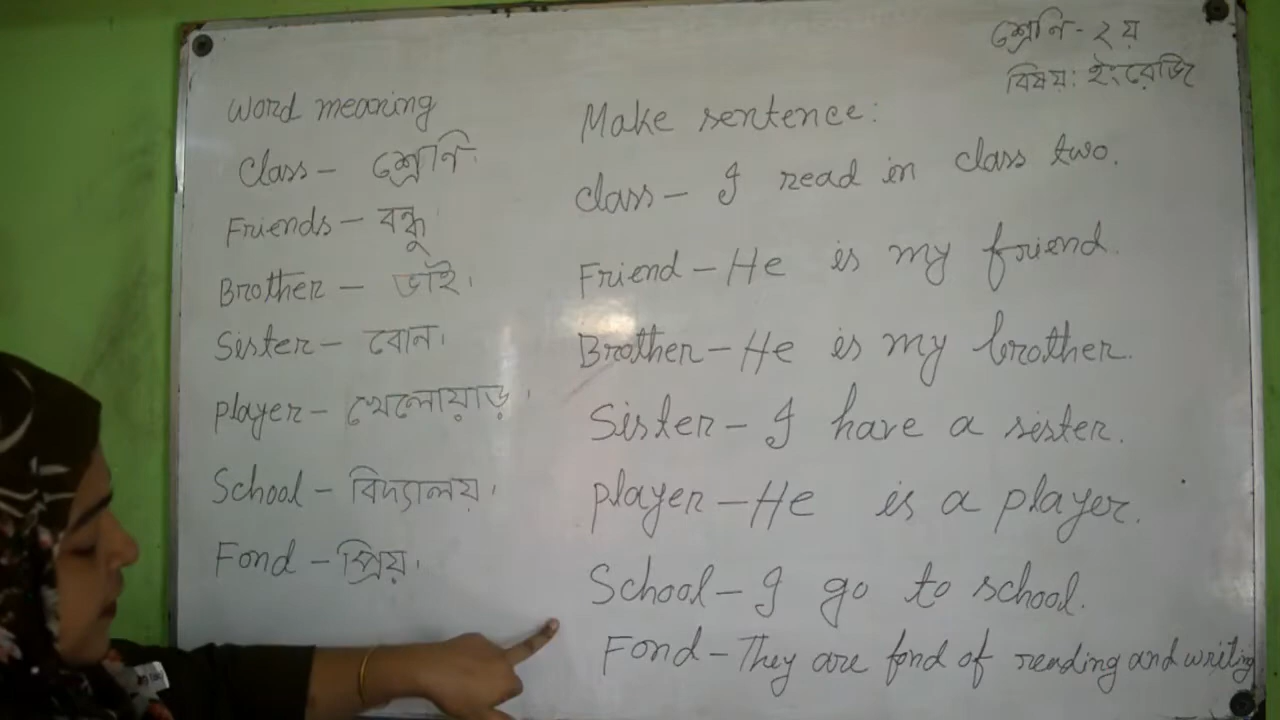 শ্রেণি - ২য়
বিষয়: ইংরেজি
Word meaning
Class – শ্রেণি।
Friends – বন্ধু।
Brother – ভাই।
Sister – বোন।
player – খেলোয়াড়।
School – বিদ্যালয়।
Fond – প্রিয়।
Make sentence:
class – I read in class two.
Friend – He is my friend.
Brother – He is my brother.
Sister – I have a sister.
player – He is a player.
School – I go to school.
Fond – They are fond of reading and writing